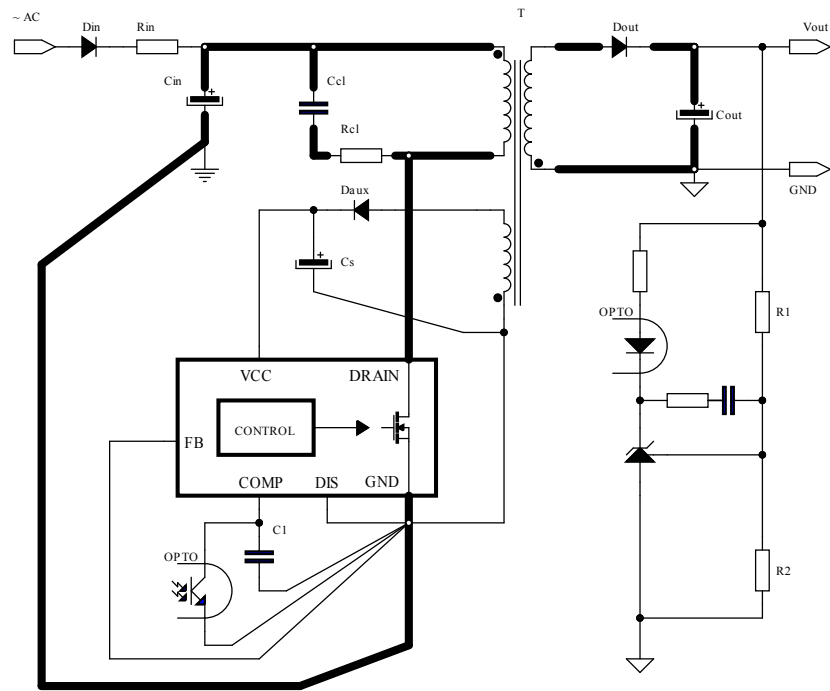 T
~ AC
Din
Rin
Dout
Vout
Cin
+
Ccl
+
Cout
Rcl
GND
Daux
+
Cs
OPTO
R1
VCC
DRAIN
CONTROL
FB
COMP
DIS
GND
C1
OPTO
R2